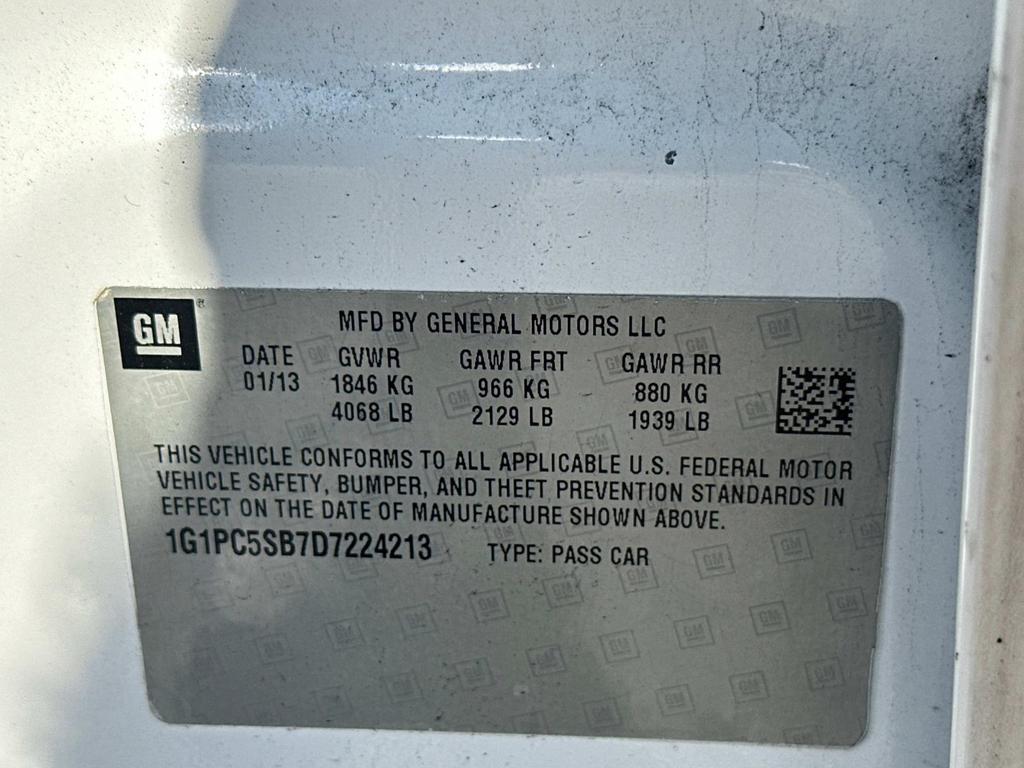 GM
MFD BY GENERAL MOTORS LLC
DATE GVWR GAWR FRT GAWR RR
01/13 1846 KG 966 KG 880 KG
4068 LB 2129 LB 1939 LB
THIS VEHICLE CONFORMS TO ALL APPLICABLE U.S. FEDERAL MOTOR
VEHICLE SAFETY, BUMPER, AND THEFT PREVENTION STANDARDS IN
EFFECT ON THE DATE OF MANUFACTURE SHOWN ABOVE.
1G1PC5SB7D7224213 TYPE: PASS CAR